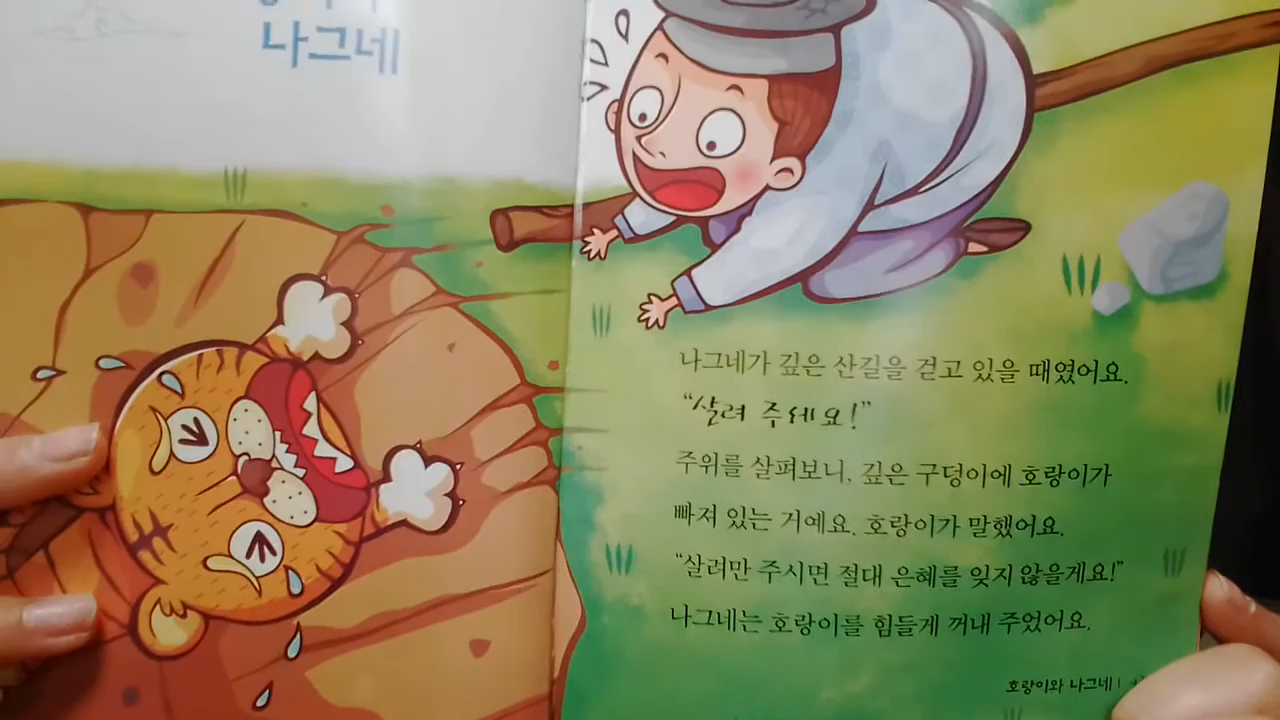 나그네
나그네가 깊은 산길을 걷고 있을 때였어요.
“살려 주세요!”
주위를 살펴보니, 깊은 구덩이에 호랑이가
빠져 있는 거예요. 호랑이가 말했어요.
“살려만 주시면 절대 은혜를 잊지 않을게요!”
나그네는 호랑이를 힘들게 꺼내 주었어요.
호랑이와 나그네 |